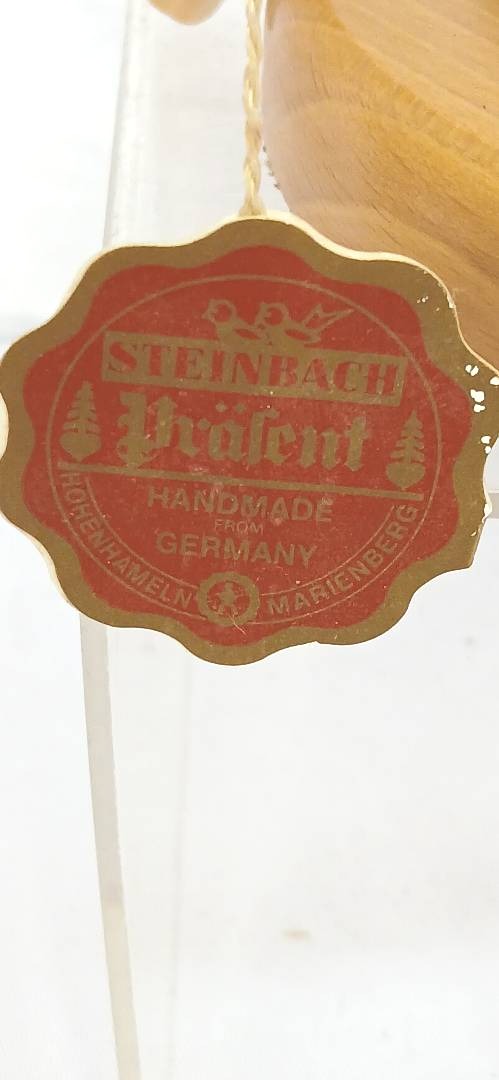 STEINBACH
Präſent
HANDMADE
FROM
GERMANY
HOHENHAMELN MARIENBERG